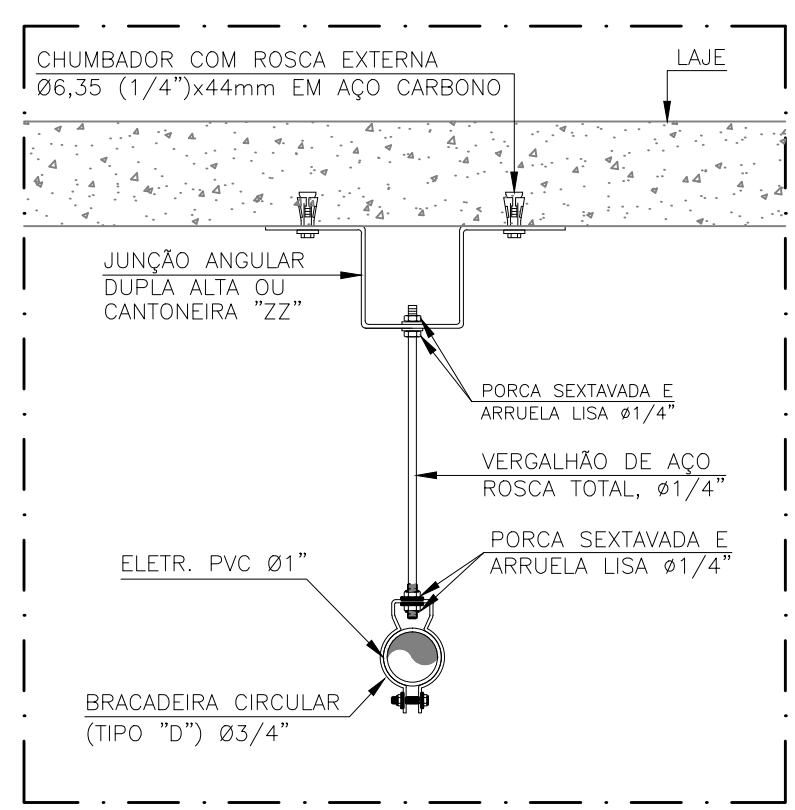 CHUMBADOR COM ROSCA EXTERNA
Ø6,35 (1/4")x44mm EM AÇO CARBONO
LAJE
JUNÇÃO ANGULAR
DUPLA ALTA OU
CANTONEIRA "ZZ"
PORCA SEXTAVADA E
ARRUELA LISA ø1/4"
VERGALHÃO DE AÇO
ROSCA TOTAL, ø1/4"
PORCA SEXTAVADA E
ARRUELA LISA ø1/4"
ELETR. PVC Ø1"
BRACADEIRA CIRCULAR
(TIPO "D") Ø3/4"